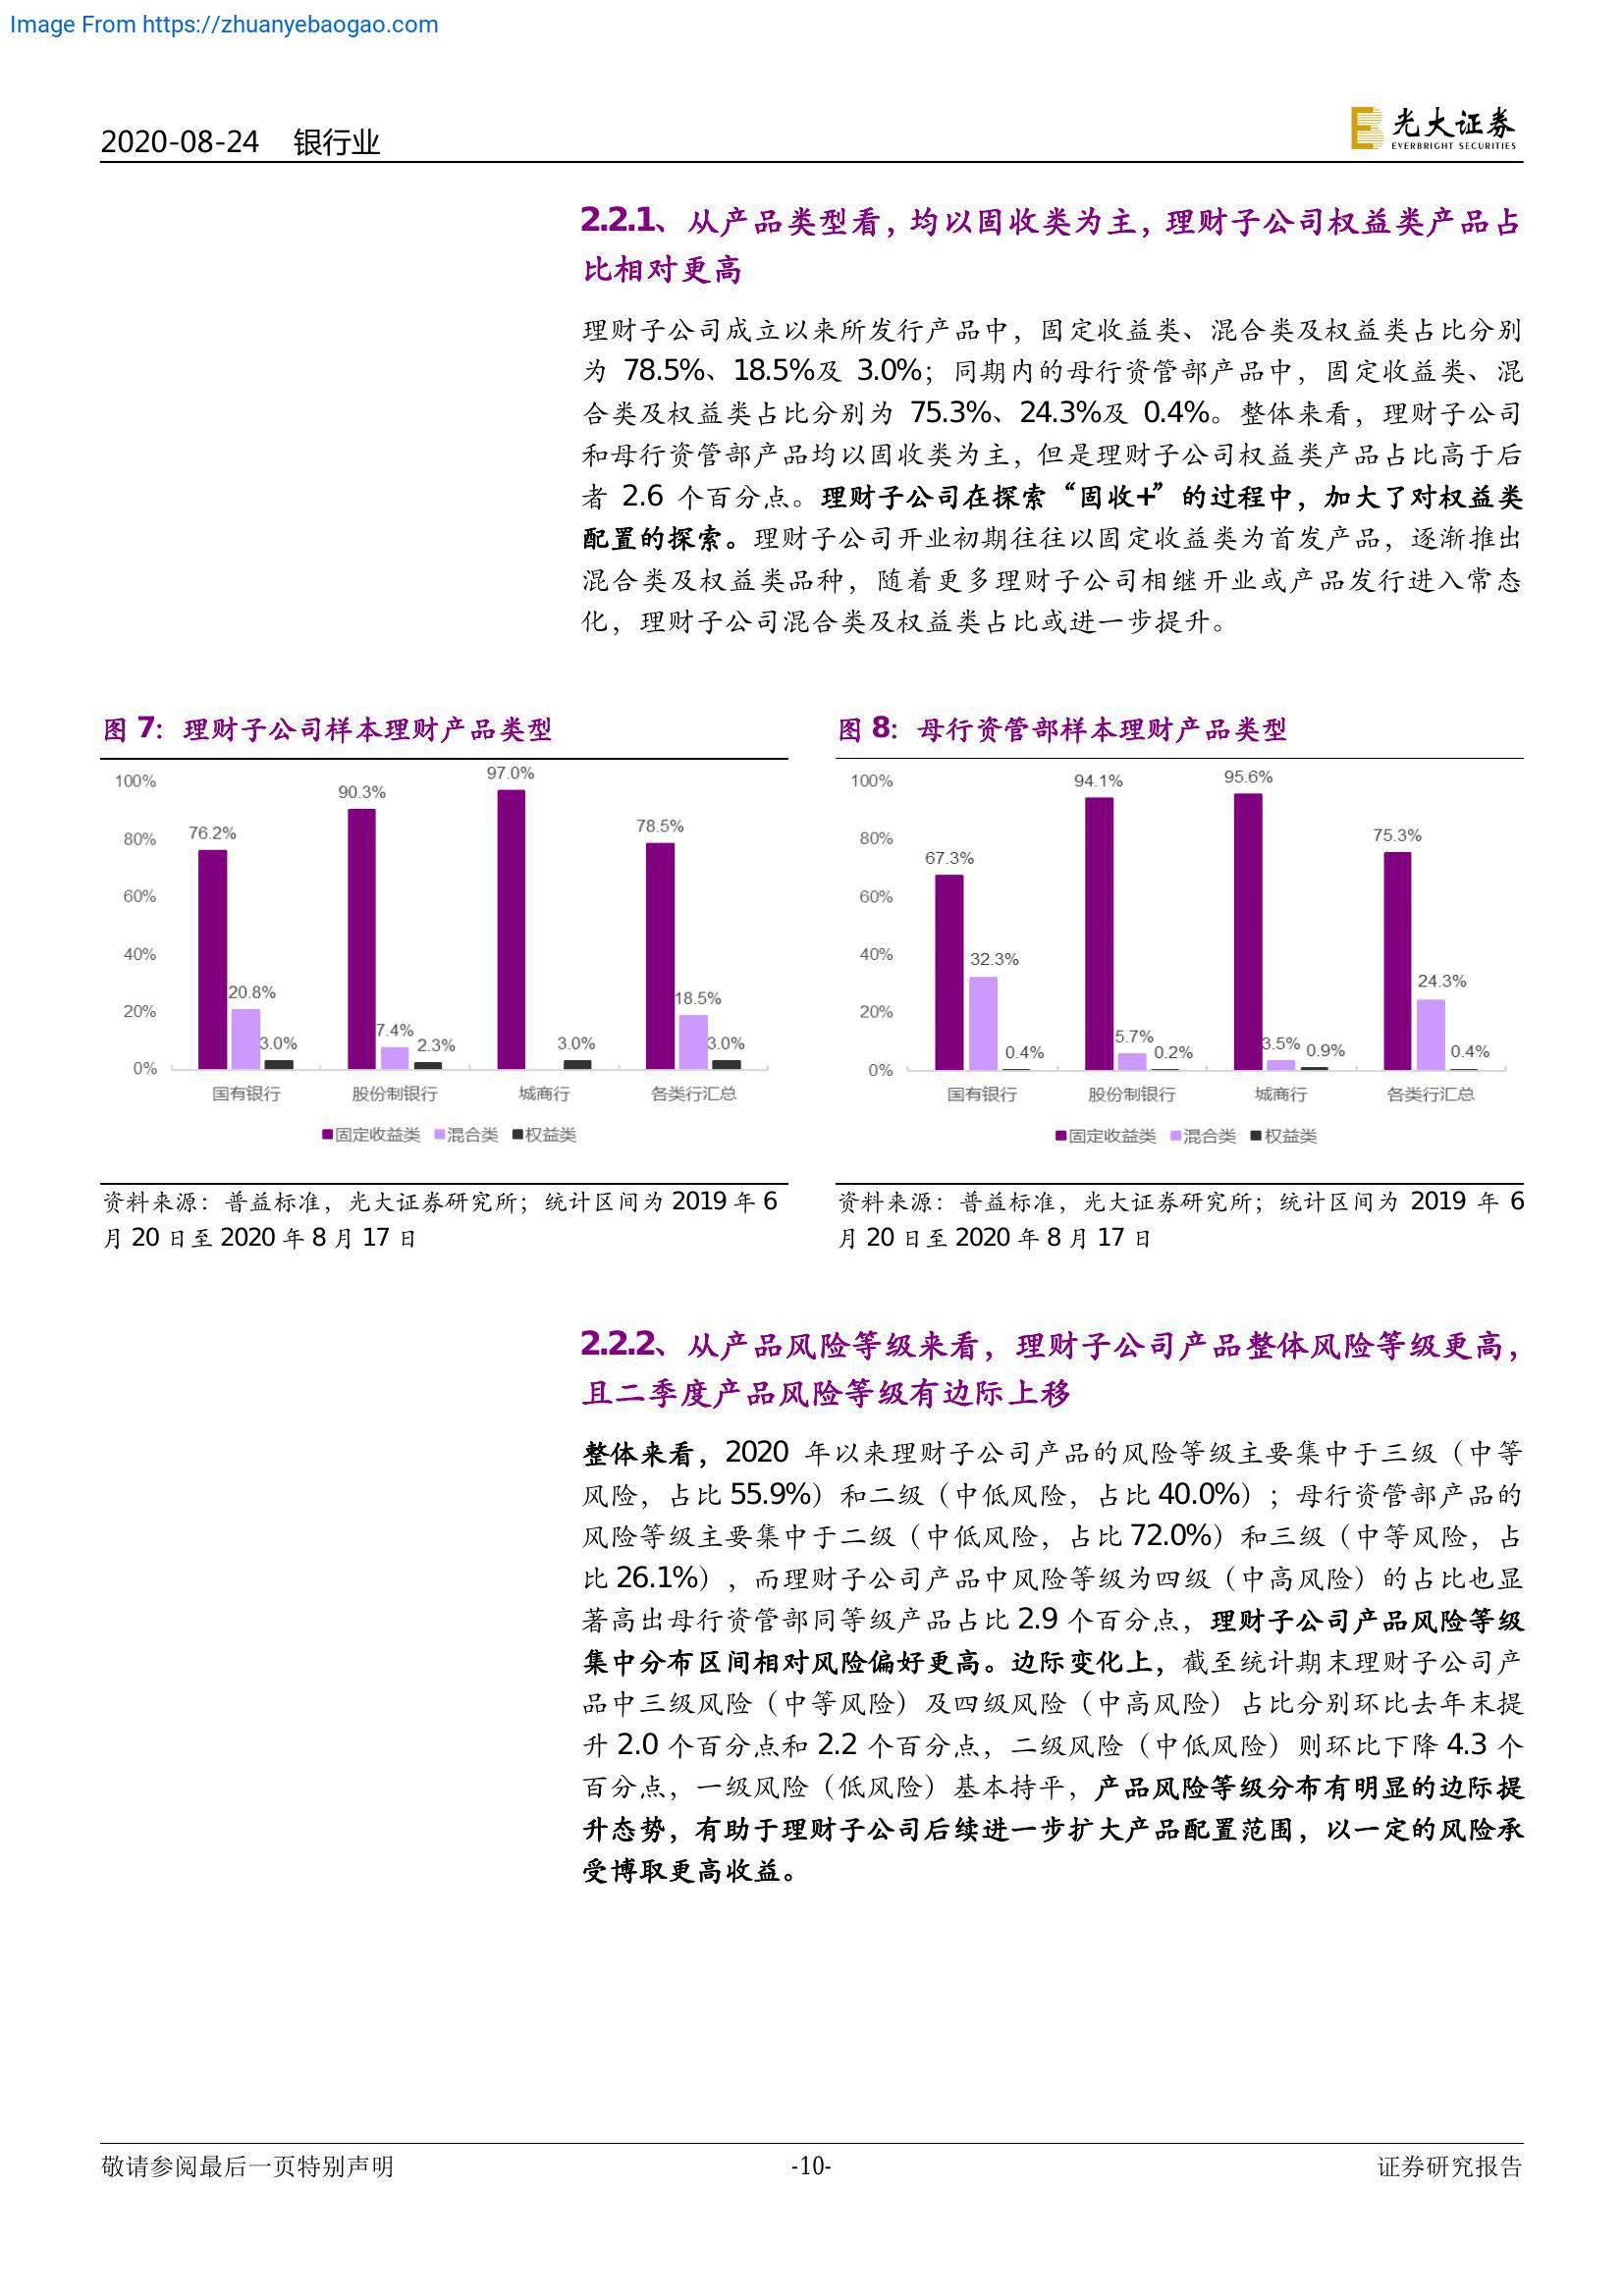 Image From https://zhuanyebaogao.com
2020-08-24 银行业
光大证券
EVERBRIGHT SECURITIES
2.2.1、从产品类型看，均以固收类为主，理财子公司权益类产品占
比相对更高
理财子公司成立以来所发行产品中，固定收益类、混合类及权益类占比分别
为 78.5%、18.5%及 3.0%；同期内的母行资管部产品中，固定收益类、混
合类及权益类占比分别为 75.3%、24.3%及 0.4%。整体来看，理财子公司
和母行资管部产品均以固收类为主，但是理财子公司权益类产品占比高于后
者 2.6 个百分点。理财子公司在探索“固收+”的过程中，加大了对权益类
配置的探索。理财子公司开业初期往往以固定收益类为首发产品，逐渐推出
混合类及权益类品种，随着更多理财子公司相继开业或产品发行进入常态
化，理财子公司混合类及权益类占比或进一步提升。
图 7：理财子公司样本理财产品类型
100%
80%
60%
40%
20%
0%
76.2%
20.8%
3.0%
90.3%
7.4%
2.3%
97.0%
3.0%
78.5%
18.5%
3.0%
国有银行 股份制银行 城商行 各类行汇总
固定收益类 混合类 权益类
资料来源：普益标准，光大证券研究所；统计区间为 2019 年 6
月 20 日至 2020 年 8 月 17 日
图 8：母行资管部样本理财产品类型
100%
80%
60%
40%
20%
0%
67.3%
32.3%
0.4%
94.1%
5.7%
0.2%
95.6%
3.5%
0.9%
75.3%
24.3%
0.4%
国有银行 股份制银行 城商行 各类行汇总
固定收益类 混合类 权益类
资料来源：普益标准，光大证券研究所；统计区间为 2019 年 6
月 20 日至 2020 年 8 月 17 日
2.2.2、从产品风险等级来看，理财子公司产品整体风险等级更高，
且二季度产品风险等级有边际上移
整体来看，2020 年以来理财子公司产品的风险等级主要集中于三级（中等
风险，占比 55.9%）和二级（中低风险，占比 40.0%）；母行资管部产品的
风险等级主要集中于二级（中低风险，占比 72.0%）和三级（中等风险，占
比 26.1%），而理财子公司产品中风险等级为四级（中高风险）的占比也显
著高出母行资管部同等级产品占比 2.9 个百分点，理财子公司产品风险等级
集中分布区间相对风险偏好更高。边际变化上，截至统计期末理财子公司产
品中三级风险（中等风险）及四级风险（中高风险）占比分别环比去年末提
升 2.0 个百分点和 2.2 个百分点，二级风险（中低风险）则环比下降 4.3 个
百分点，一级风险（低风险）基本持平，产品风险等级分布有明显的边际提
升态势，有助于理财子公司后续进一步扩大产品配置范围，以一定的风险承
受博取更高收益。
敬请参阅最后一页特别声明 -10- 证券研究报告